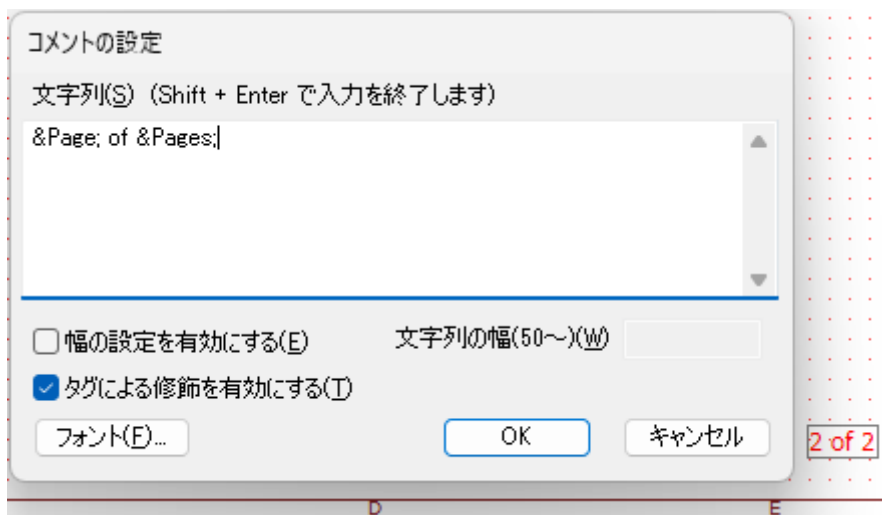 コメントの設定
文字列(S) (Shift + Enter で入力を終了します)
&Page; of &Pages;
幅の設定を有効にする(E)
文字列の幅(50～)(W)
タグによる修飾を有効にする(T)
フォント(F)...
OK
キャンセル
2 of 2
D
E